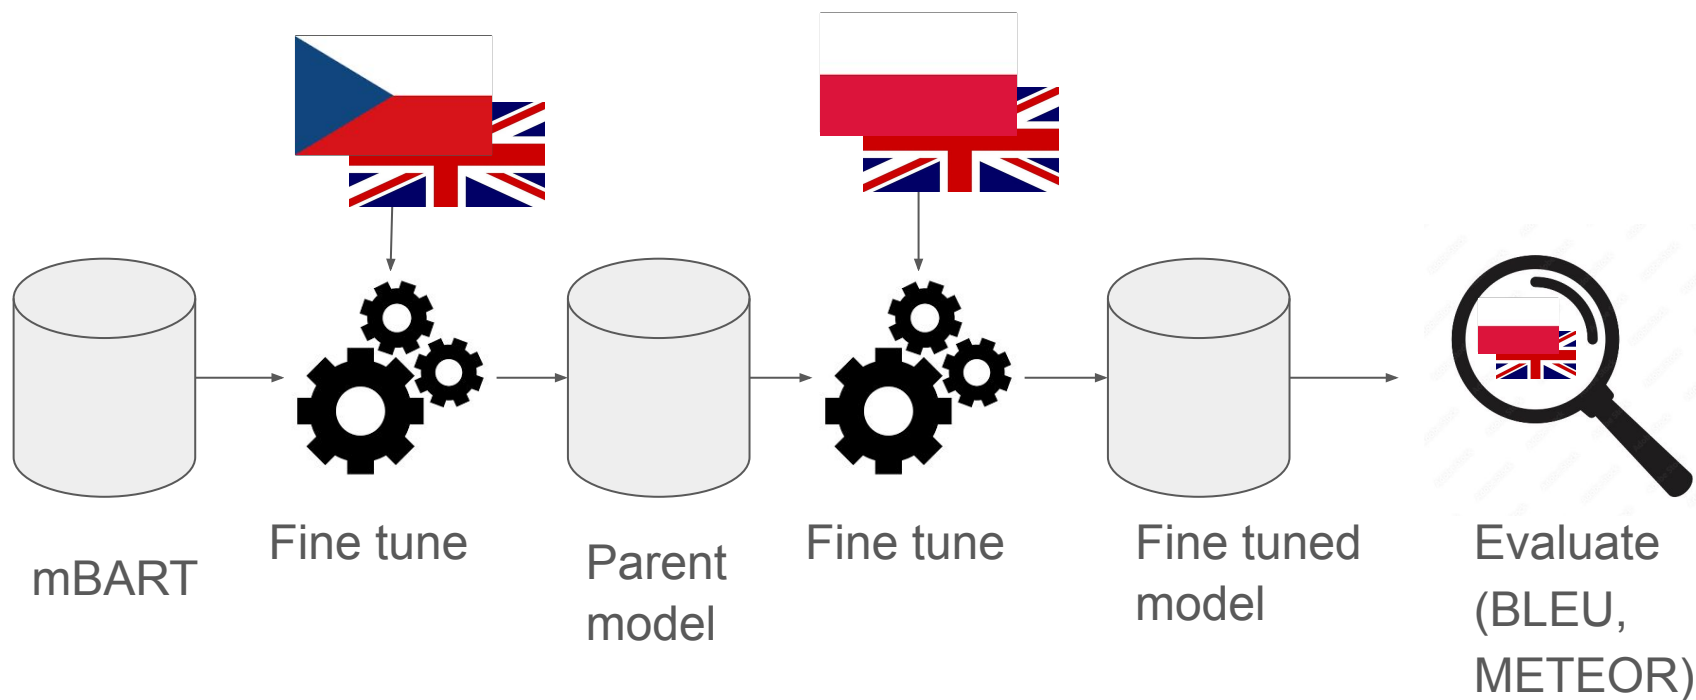 mBART
Fine tune
Parent
model
Fine tune
Fine tuned
model
Evaluate
(BLEU,
METEOR)